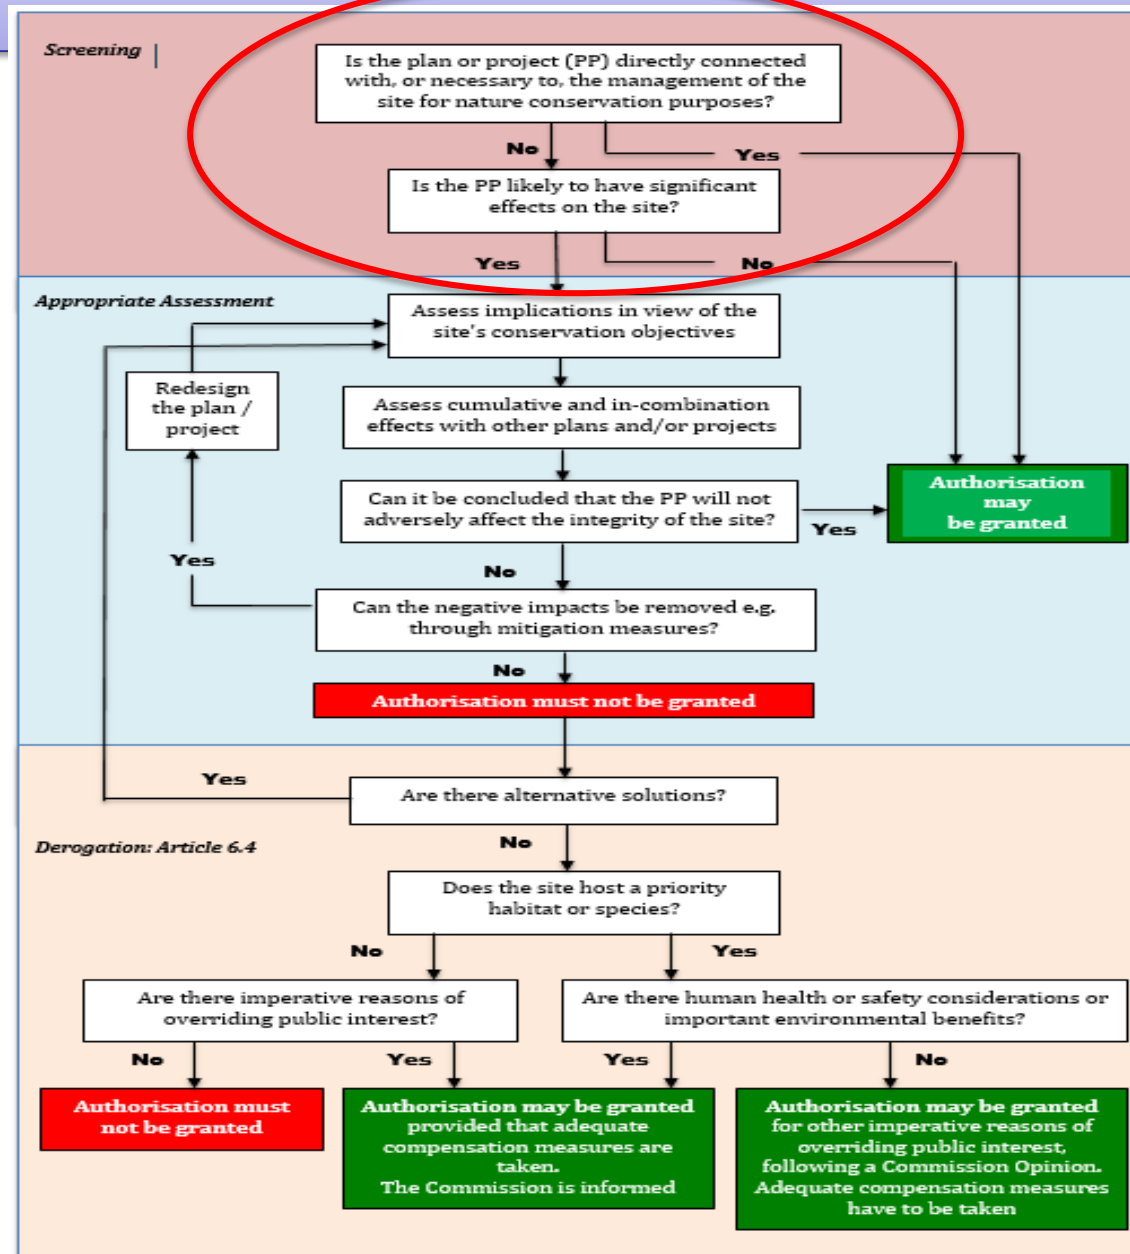 Screening
Is the plan or project (PP) directly connected
with, or necessary to, the management of the
site for nature conservation purposes?
No
Yes
Is the PP likely to have significant
effects on the site?
Yes
No
Appropriate Assessment
Assess implications in view of the
site's conservation objectives
Redesign
the plan /
project
Assess cumulative and in-combination
effects with other plans and/or projects
Authorisation
may
be granted
Can it be concluded that the PP will not
adversely affect the integrity of the site?
Yes
Yes
No
Can the negative impacts be removed e.g.
through mitigation measures?
No
Authorisation must not be granted
Yes
Are there alternative solutions?
Derogation: Article 6.4
No
Does the site host a priority
habitat or species?
No
Yes
Are there imperative reasons of
overriding public interest?
Are there human health or safety considerations or
important environmental benefits?
No
Yes
Yes
No
Authorisation must
not be granted
Authorisation may be granted
provided that adequate
compensation measures are
taken.
The Commission is informed
Authorisation may be granted
for other imperative reasons of
overriding public interest,
following a Commission Opinion.
Adequate compensation measures
have to be taken